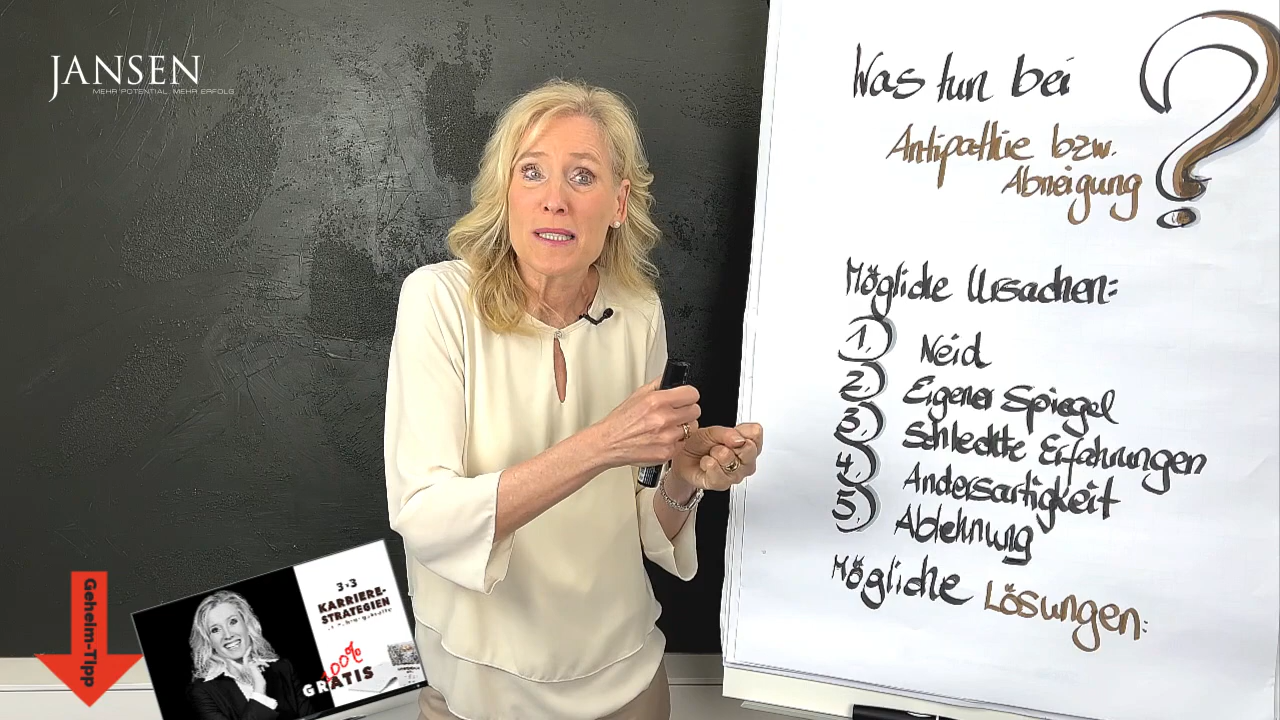 JANSEN
MEHR POTENTIAL. MEHR ERFOLG
Was tun bei
Antipathie bzw.
Abneigung
?
Mögliche Ursachen:
1. Neid
2. Eigener Spiegel
3. Schlechte Erfahrungen
4. Andersartigkeit
5. Ablehnung
Mögliche Lösungen:
Geheim-Tipp
3x3
KARRIERE-
STRATEGIEN
100%
GRATIS